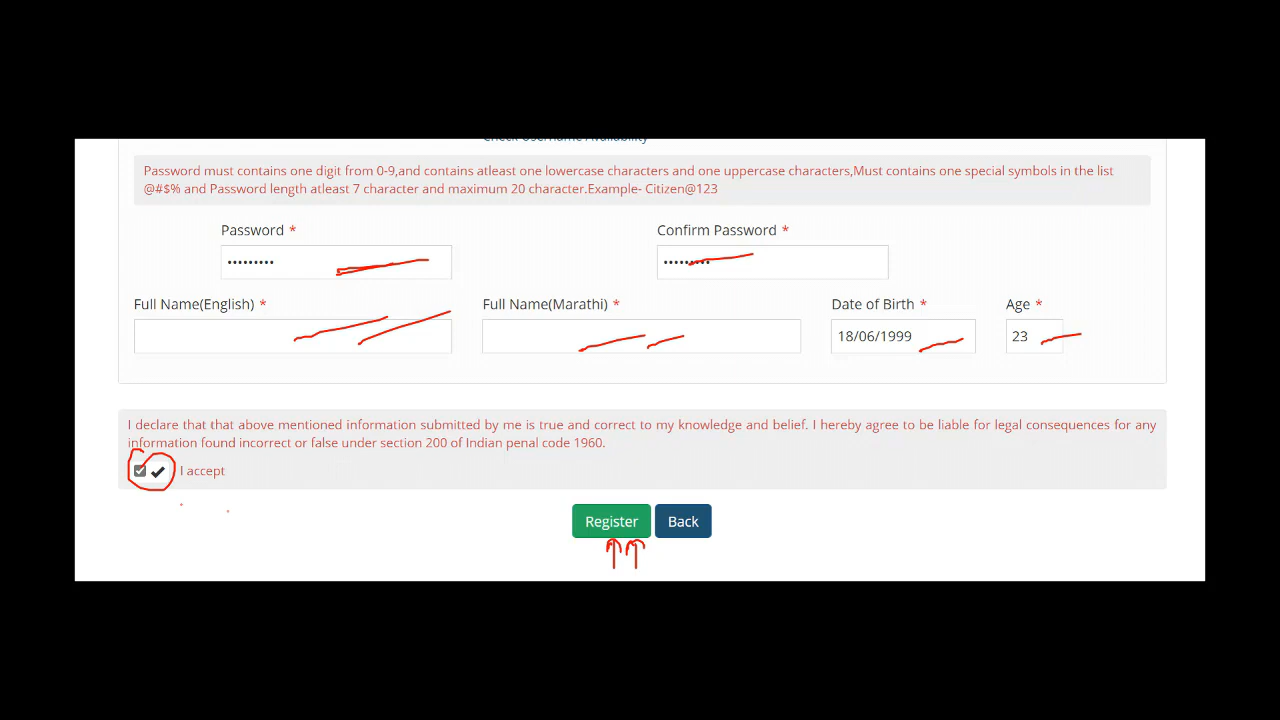 Check Username Availability
Password must contains one digit from 0-9,and contains atleast one lowercase characters and one uppercase characters,Must contains one special symbols in the list
@#$% and Password length atleast 7 character and maximum 20 character.Example- Citizen@123
Password * Confirm Password *
••••••••• •••••••••
Full Name(English) * Full Name(Marathi) * Date of Birth * Age *
18/06/1999 23
I declare that that above mentioned information submitted by me is true and correct to my knowledge and belief. I hereby agree to be liable for legal consequences for any
information found incorrect or false under section 200 of Indian penal code 1960.
I accept
Register Back